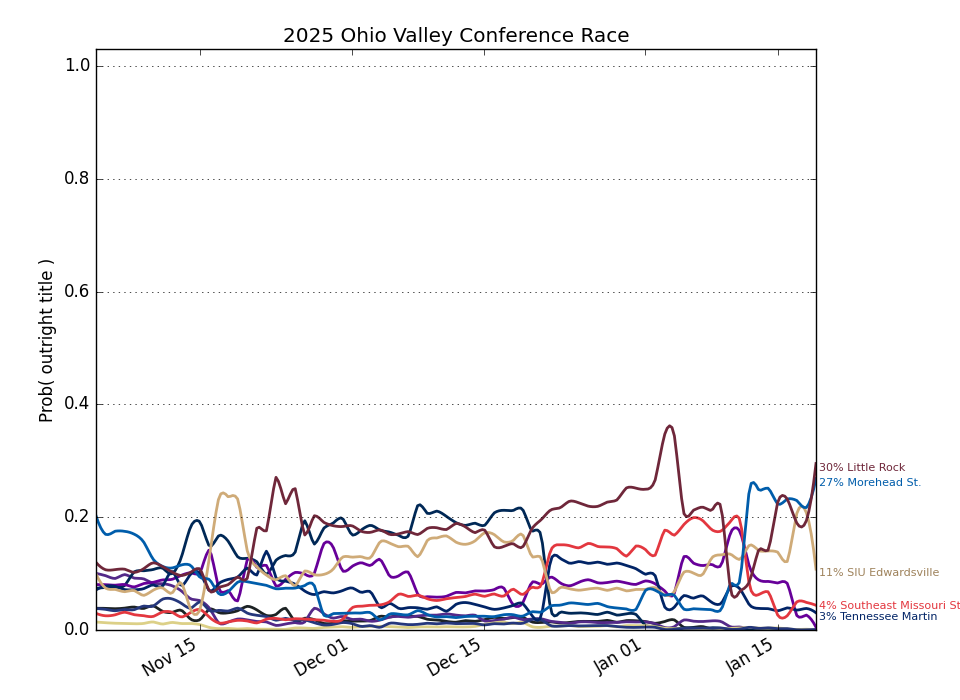 2025 Ohio Valley Conference Race
1.0
0.8
0.6
0.4
0.2
0.0
Prob( outright title )
30% Little Rock
27% Morehead St.
11% SIU Edwardsville
4% Southeast Missouri St
3% Tennessee Martin
Nov 15
Dec 01
Dec 15
Jan 01
Jan 15